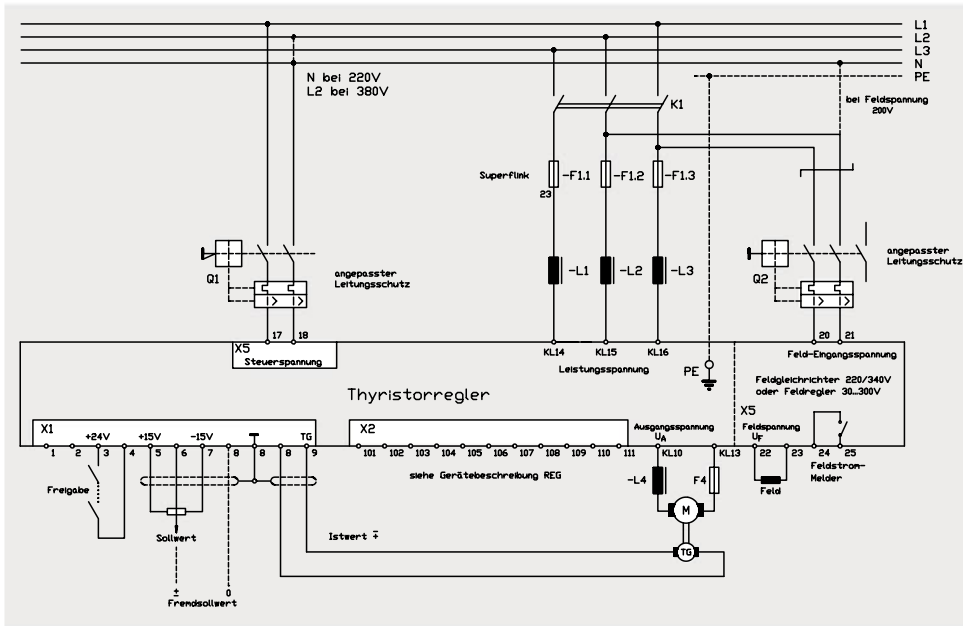 L1
L2
L3
N
PE
N bei 220V
L2 bei 380V
K1
bei Feldspannung
200V
Superflink
-F1.1
-F1.2
-F1.3
23
Q1
angepasster
Leitungsschutz
-L1
-L2
-L3
Q2
angepasster
Leitungsschutz
17
18
20
21
X5
Steuerspannung
KL14
KL15
KL16
Leistungsspannung
PE
Feld-Eingangsspannung
Feldgleichrichter 220/340V
oder Feldregler 30...300V
Thyristorregler
X1
+24V
+15V
-15V
TG
X2
Ausgangsspannung
UA
X5
Feldspannung
UF
1
2
3
4
5
6
7
8
8
8
9
101
102
103
104
105
106
107
108
109
110
111
KL10
KL13
22
23
24
25
siehe Gerätebeschreibung REG
Freigabe
-L4
F4
Feld
Feldstrom-
Melder
M
Sollwert
Istwert ∓
TG
±
0
Fremdsollwert